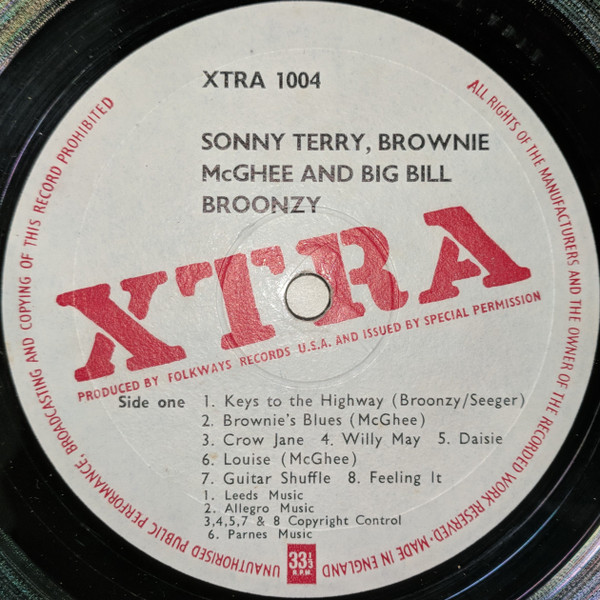 XTRA 1004
SONNY TERRY, BROWNIE
McGHEE AND BIG BILL
BROONZY
XTRA
PRODUCED BY FOLKWAYS RECORDS U.S.A. AND ISSUED BY SPECIAL PERMISSION
Side one 1. Keys to the Highway (Broonzy/Seeger)
2. Brownie's Blues (McGhee)
3. Crow Jane 4. Willy May 5. Daisie
6. Louise (McGhee)
7. Guitar Shuffle 8. Feeling It
1. Leeds Music
2. Allegro Music
3,4,5,7 & 8 Copyright Control
6. Parnes Music
33⅓
R.P.M.
ALL RIGHTS OF THE MANUFACTURERS AND THE OWNER OF THE RECORDED WORK RESERVED · MADE IN ENGLAND
UNAUTHORISED PUBLIC PERFORMANCE, BROADCASTING AND COPYING OF THIS RECORD PROHIBITED